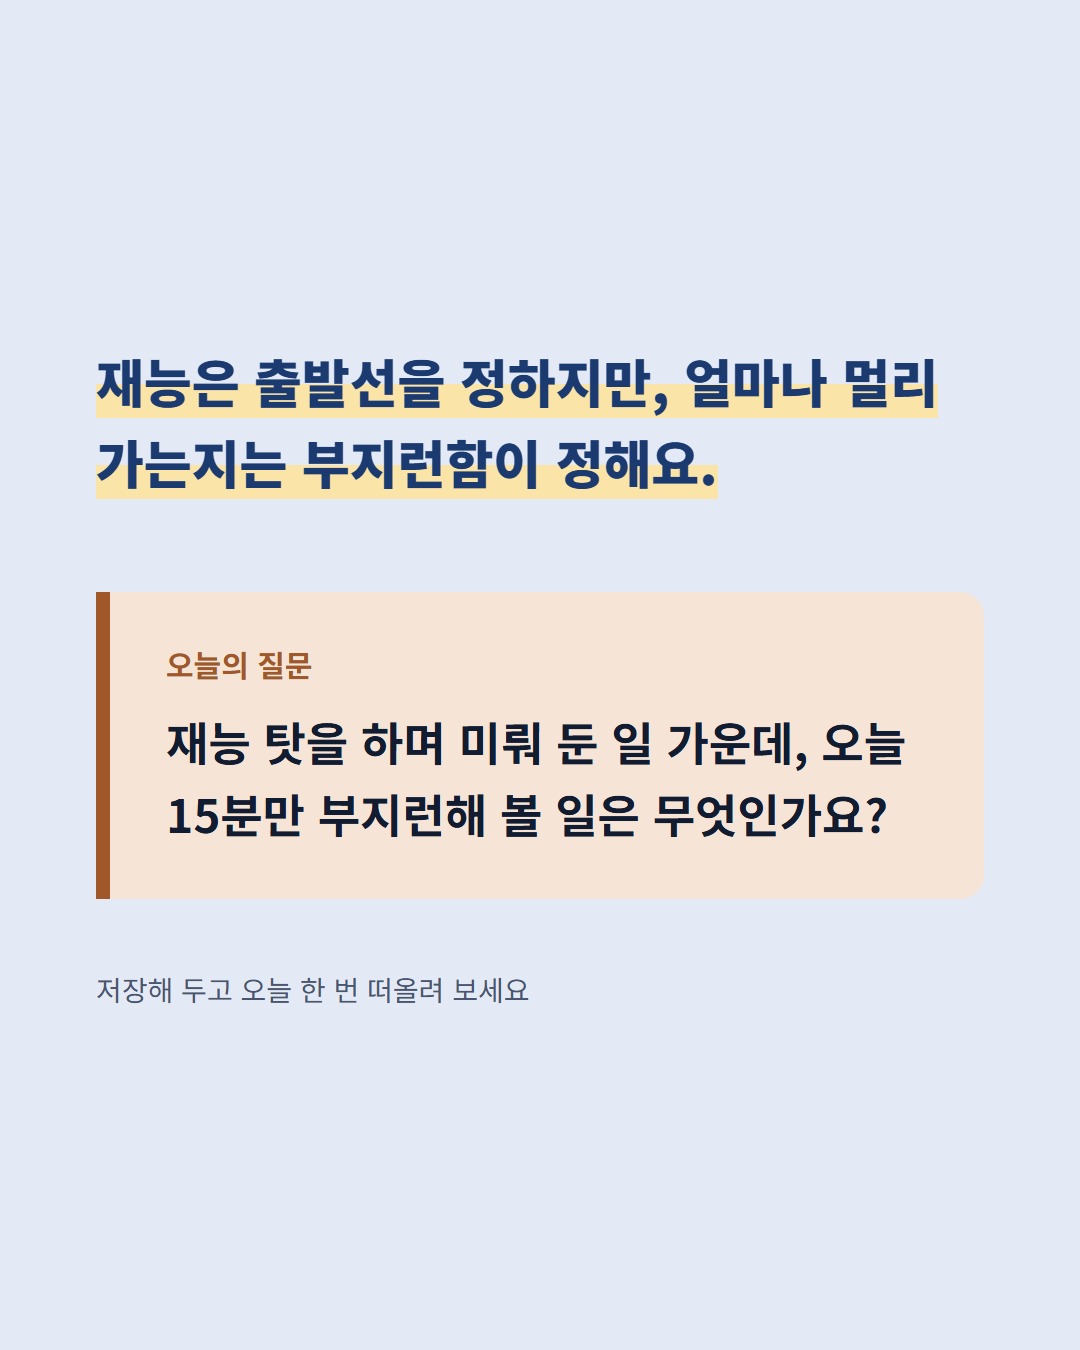 재능은 출발선을 정하지만, 얼마나 멀리
가는지는 부지런함이 정해요.
오늘의 질문
재능 탓을 하며 미뤄 둔 일 가운데, 오늘
15분만 부지런해 볼 일은 무엇인가요?
저장해 두고 오늘 한 번 떠올려 보세요